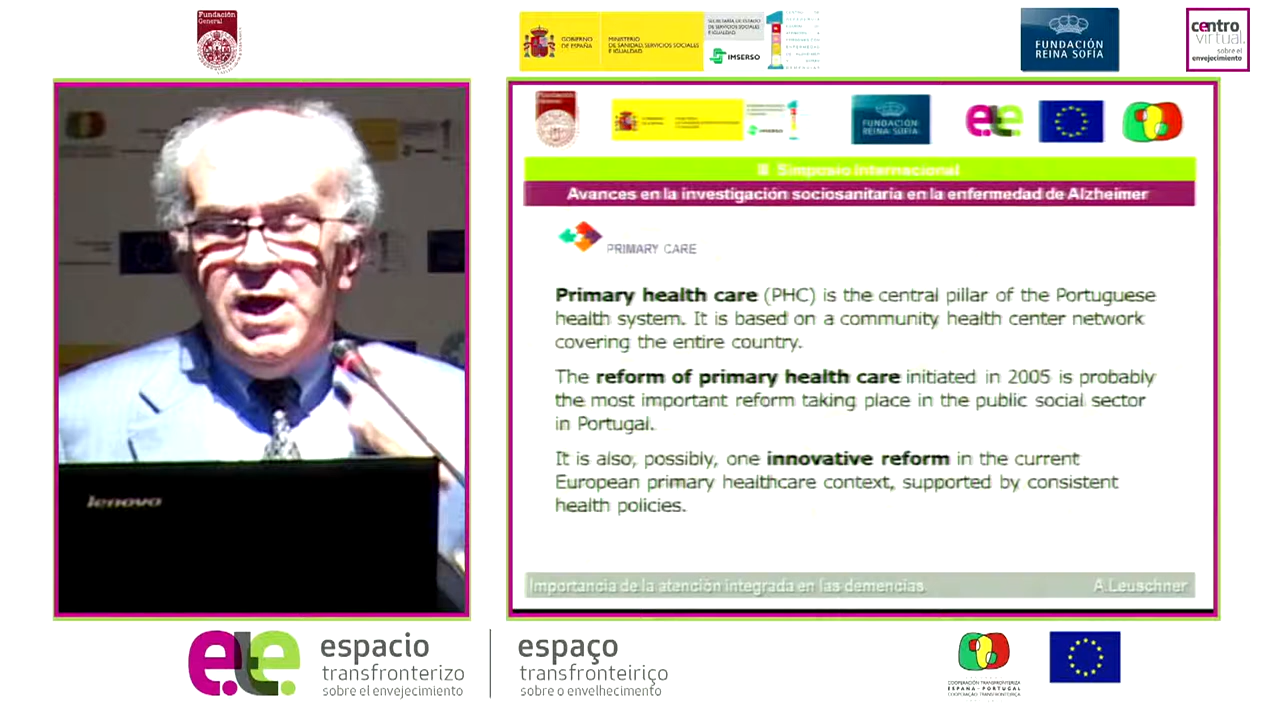 Fundación
General
GOBIERNO
DE ESPAÑA
MINISTERIO
DE SANIDAD, SERVICIOS SOCIALES
E IGUALDAD
SECRETARÍA DE ESTADO
DE SERVICIOS SOCIALES
E IGUALDAD
IMSERSO
FUNDACIÓN
REINA SOFÍA
centro
virtual
sobre el
envejecimiento
FUNDACIÓN
REINA SOFÍA
ele
III Simposio Internacional
Avances en la investigación sociosanitaria en la enfermedad de Alzheimer
PRIMARY CARE
Primary health care (PHC) is the central pillar of the Portuguese
health system. It is based on a community health center network
covering the entire country.
The reform of primary health care initiated in 2005 is probably
the most important reform taking place in the public social sector
in Portugal.
It is also, possibly, one innovative reform in the current
European primary healthcare context, supported by consistent
health policies.
Importancia de la atención integrada en las demencias
A.Leuschner
lenovo
espacio
transfronterizo
sobre el envejecimiento
espaço
transfronteiriço
sobre o envelhecimento
COOPERACIÓN TRANSFRONTERIZA
ESPAÑA - PORTUGAL
COOPERAÇÃO TRANSFRONTEIRIÇA